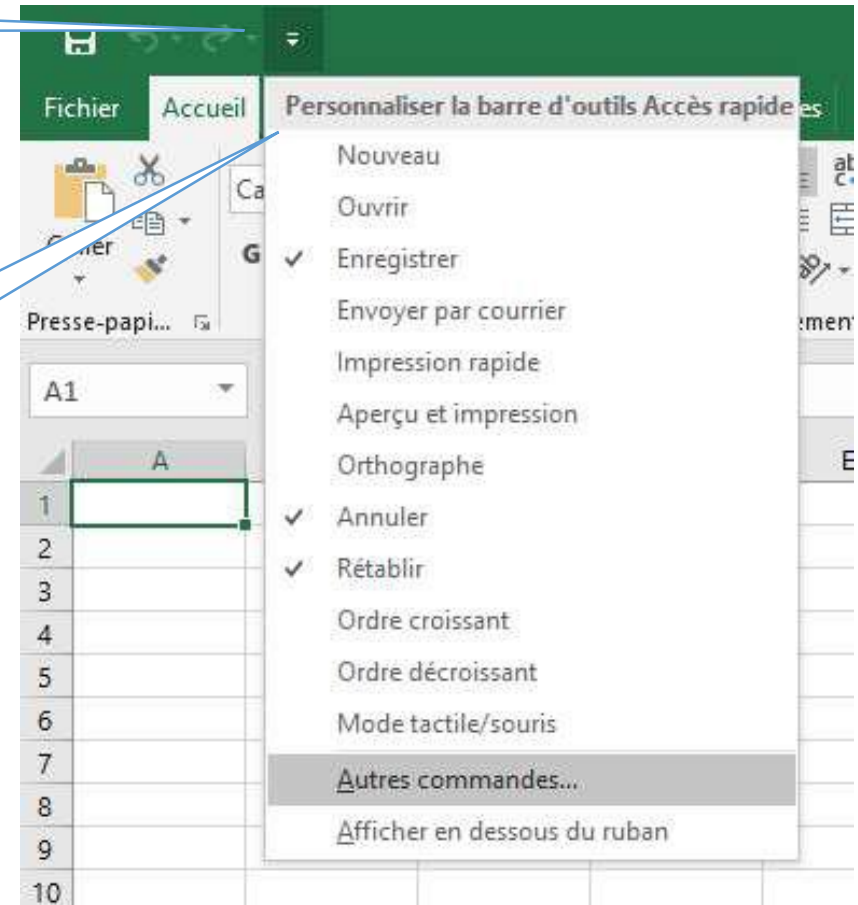 Fichier Accueil
Personnaliser la barre d'outils Accès rapide
Nouveau
Ouvrir
Enregistrer
Envoyer par courrier
Impression rapide
Aperçu et impression
Orthographe
Annuler
Rétablir
Ordre croissant
Ordre décroissant
Mode tactile/souris
Autres commandes...
Afficher en dessous du ruban
G
Presse-papi...
A1
A E
1
2
3
4
5
6
7
8
9
10